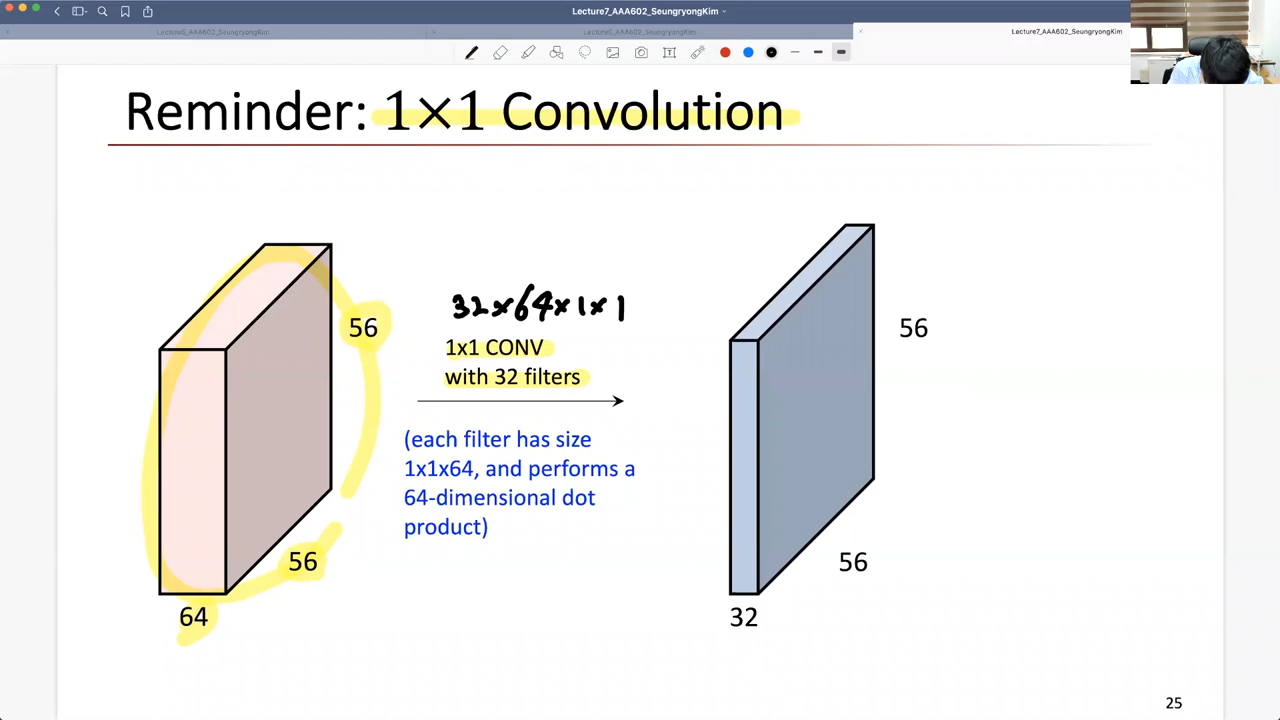 Lecture7_AAA602_SeungryongKim
Lecture7_AAA602_SeungryongKim
Reminder: 1×1 Convolution
56
32×64×1×1
1x1 CONV
with 32 filters
(each filter has size
1x1x64, and performs a
64-dimensional dot
product)
56
64
56
56
32
25